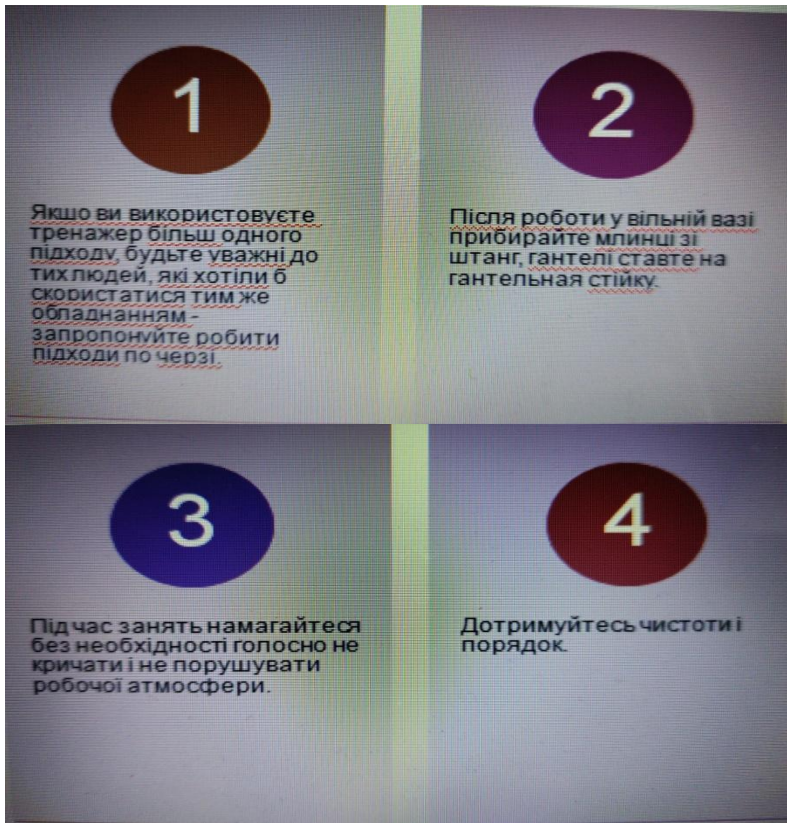 1
Якщо ви використовуєте
тренажер більш одного
підходу, будьте уважні до
тих людей, які хотіли б
скористатися тим же
обладнанням -
запропонуйте робити
підходи по черзі.
2
Після роботи у вільній вазі
прибирайте млинці зі
штанг, гантелі ставте на
гантельная стійку.
3
Під час занять намагайтеся
без необхідності голосно не
кричати і не порушувати
робочої атмосфери.
4
Дотримуйтесь чистоти і
порядок.